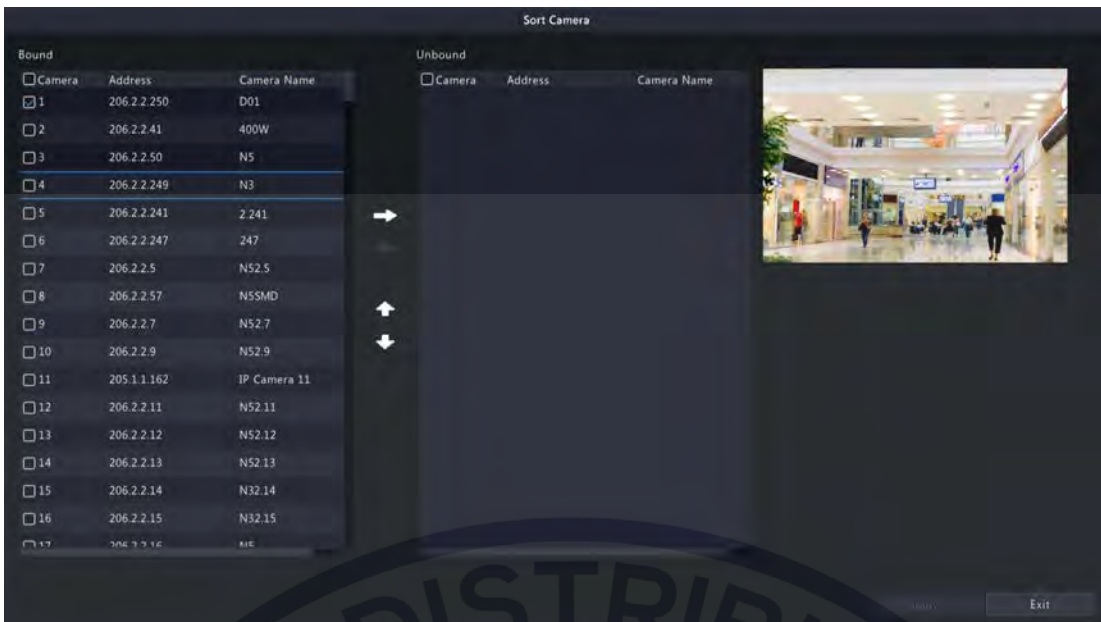 Sort Camera
Bound
Unbound
Camera Address Camera Name
Camera Address Camera Name
1 206.2.2.250 D01
2 206.2.2.41 400W
3 206.2.2.50 N5
4 206.2.2.249 N3
5 206.2.2.241 2.241
6 206.2.2.247 247
7 206.2.2.5 N52.5
8 206.2.2.57 N5SMD
9 206.2.2.7 N52.7
10 206.2.2.9 N52.9
11 205.1.1.162 IP Camera 11
12 206.2.2.11 N52.11
13 206.2.2.12 N52.12
14 206.2.2.13 N52.13
15 206.2.2.14 N32.14
16 206.2.2.15 N32.15
17 206.2.2.16 N5
Exit